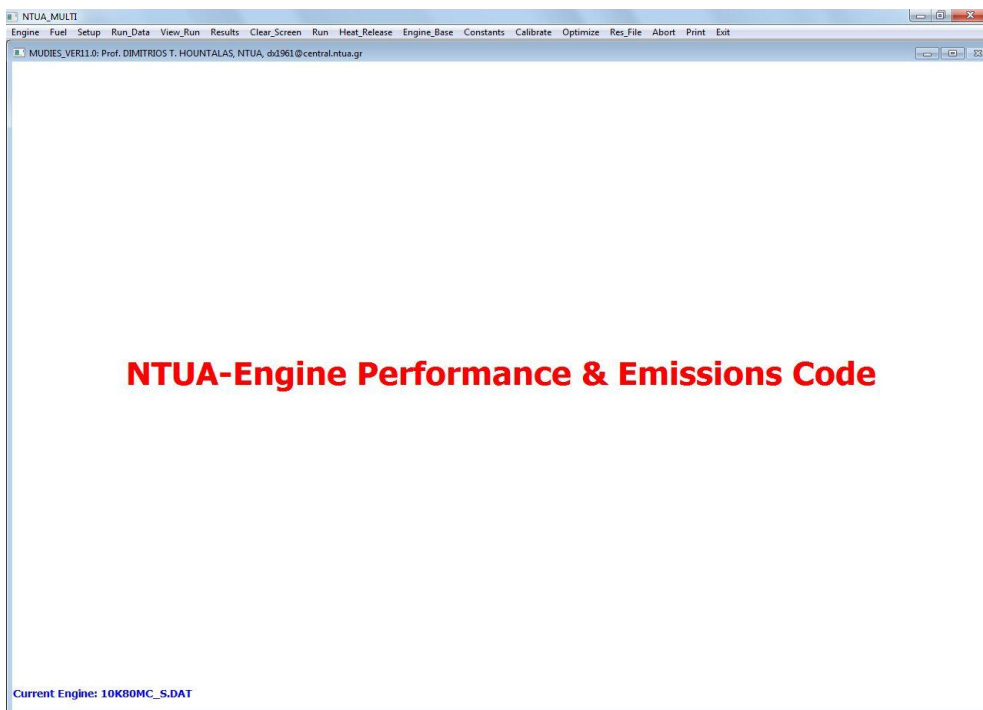 NTUA_MULTI
Engine Fuel Setup Run_Data View_Run Results Clear_Screen Run Heat_Release Engine_Base Constants Calibrate Optimize Res_File Abort Print Exit
MUDIES_VER11.0: Prof. DIMITRIOS T. HOUNTALAS, NTUA, dx1961@central.ntua.gr
NTUA-Engine Performance & Emissions Code
Current Engine: 10K80MC_S.DAT